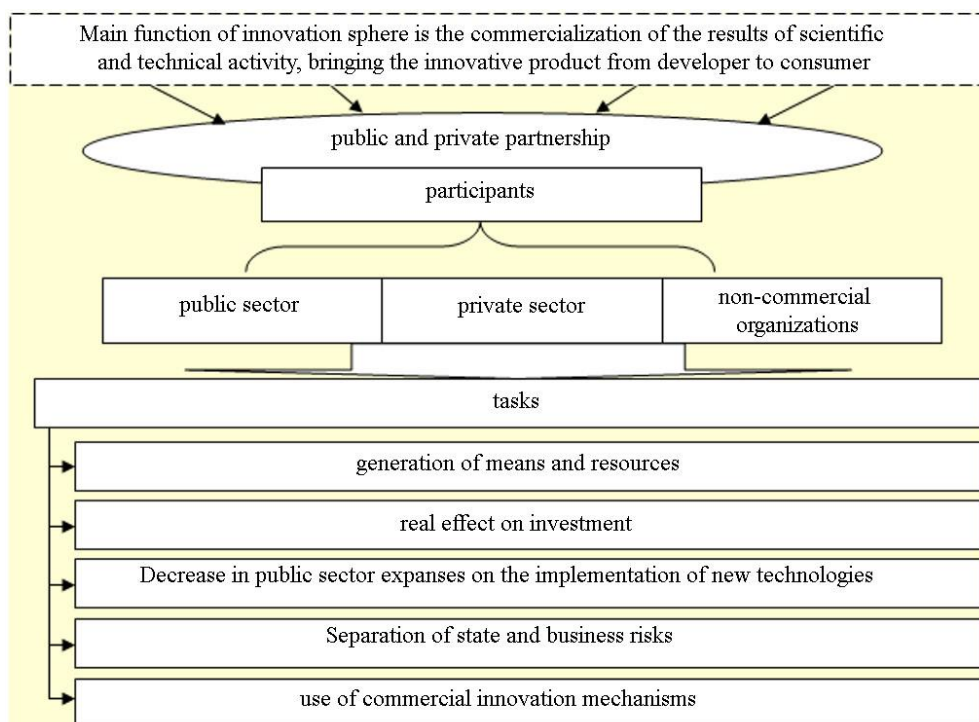 Main function of innovation sphere is the commercialization of the results of scientific
and technical activity, bringing the innovative product from developer to consumer
public and private partnership
participants
public sector
private sector
non-commercial
organizations
tasks
generation of means and resources
real effect on investment
Decrease in public sector expanses on the implementation of new technologies
Separation of state and business risks
use of commercial innovation mechanisms